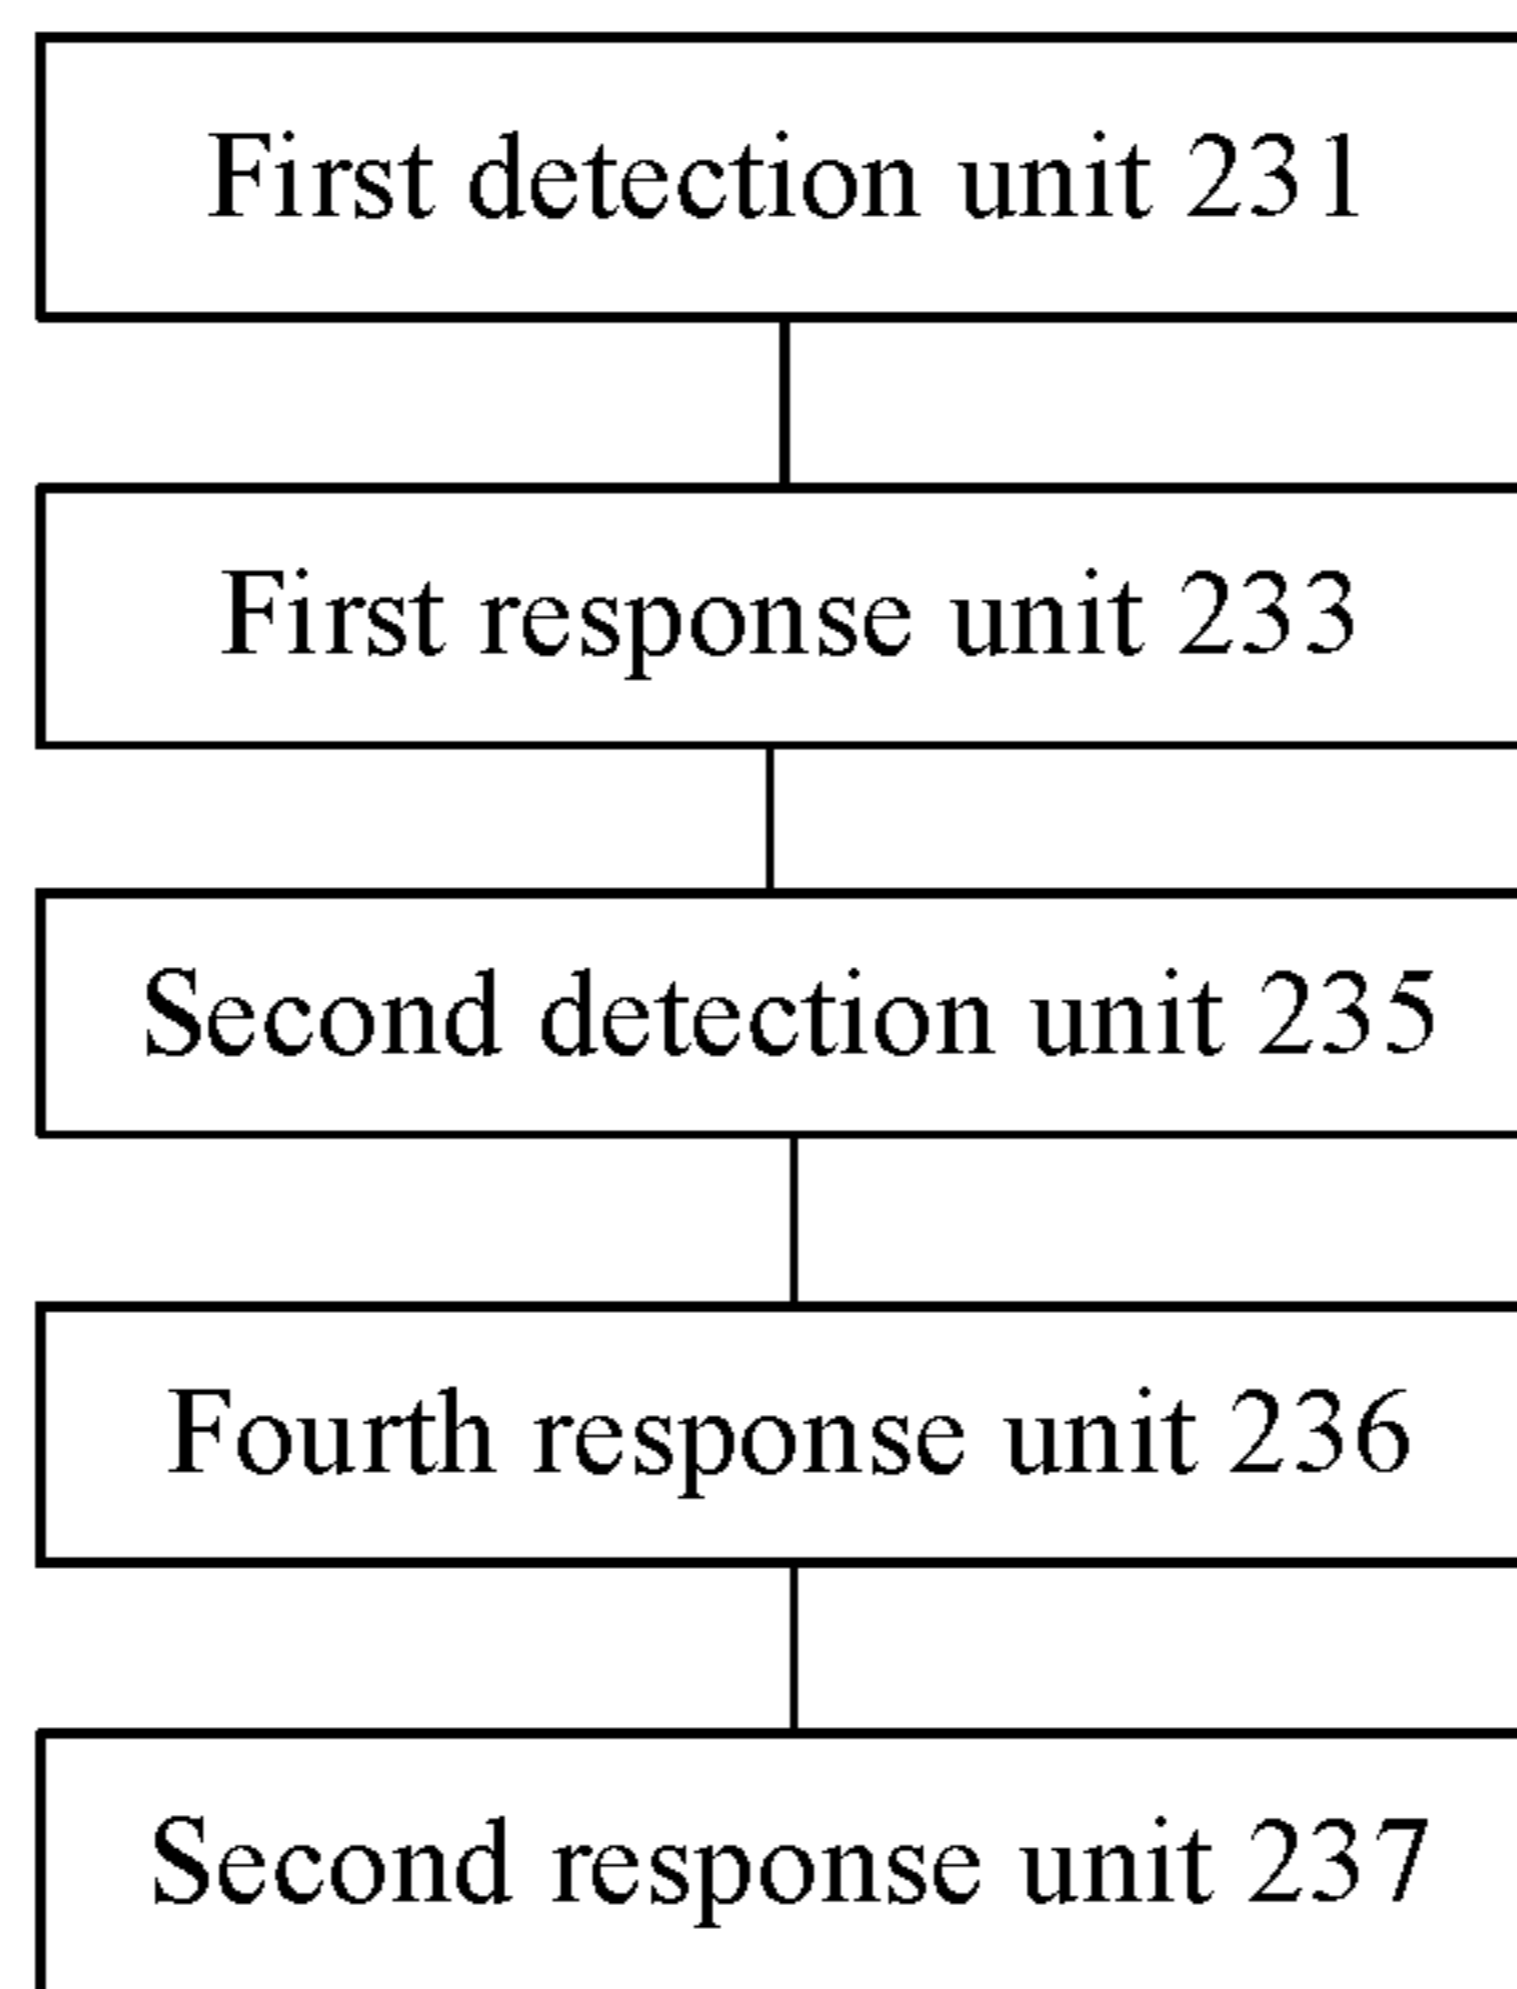 First detection unit 231
First response unit 233
Second detection unit 235
Fourth response unit 236
Second response unit 237